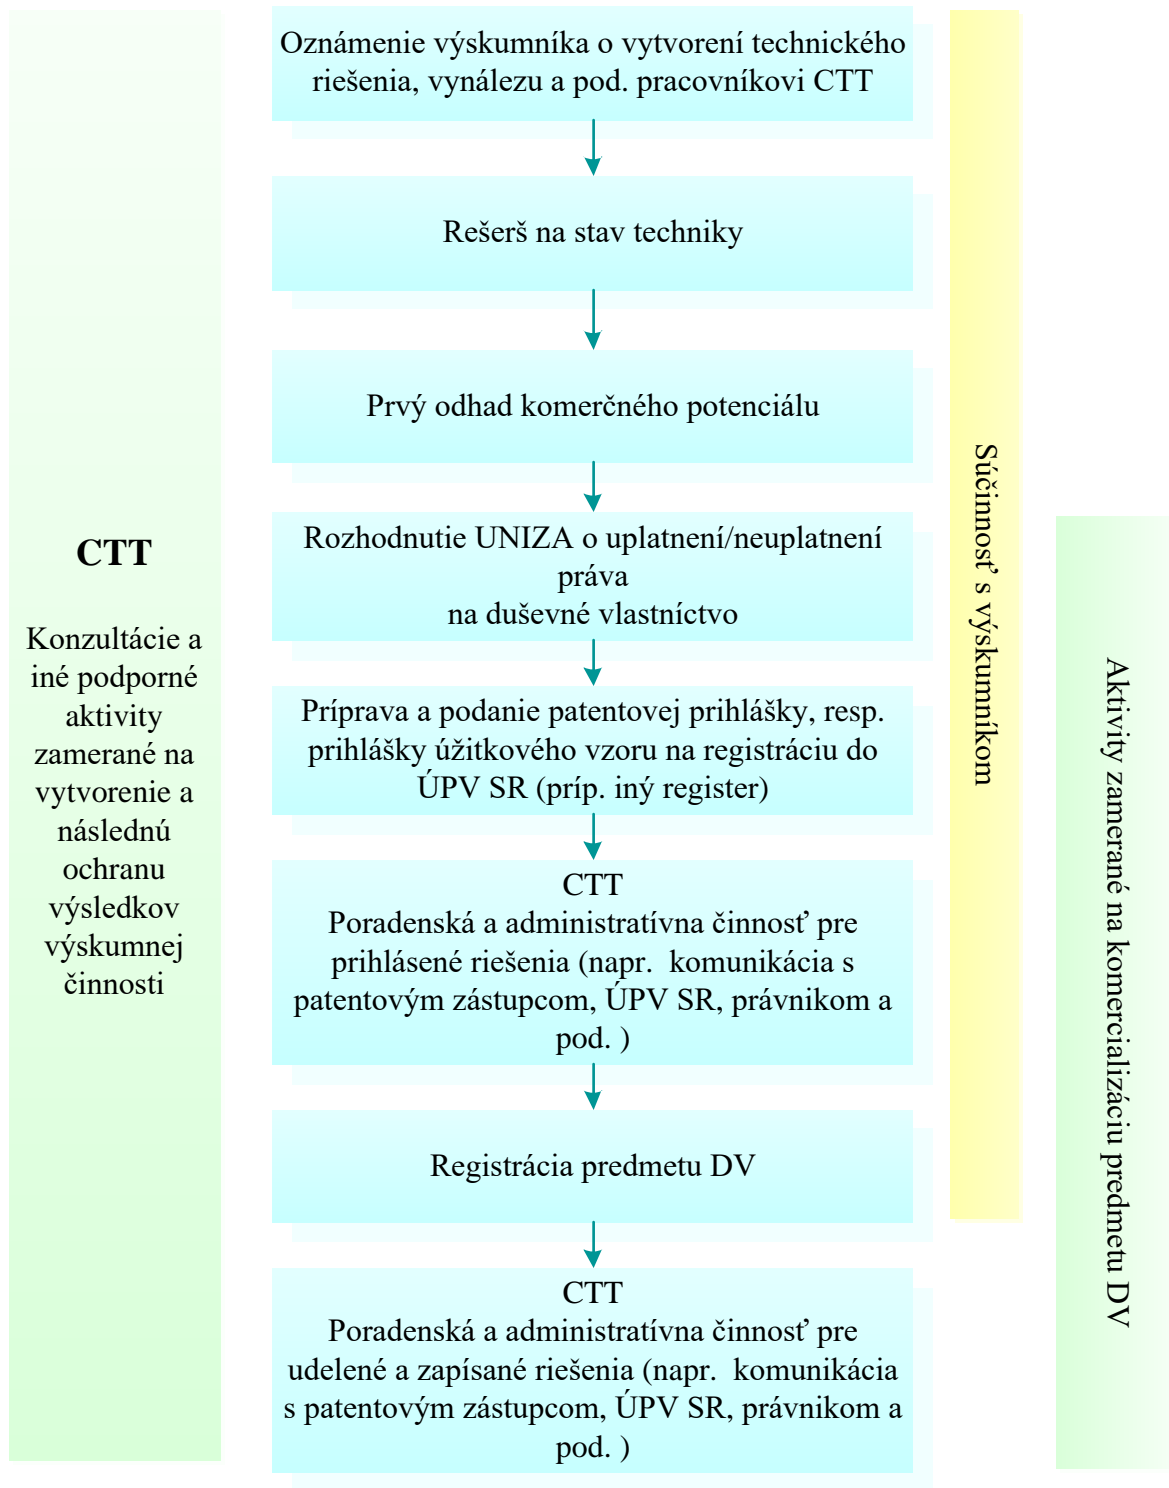 Oznámenie výskumníka o vytvorení technického
riešenia, vynálezu a pod. pracovníkovi CTT
Rešerš na stav techniky
Prvý odhad komerčného potenciálu
Rozhodnutie UNIZA o uplatnení/neuplatnení
práva
na duševné vlastníctvo
Príprava a podanie patentovej prihlášky, resp.
prihlášky úžitkového vzoru na registráciu do
ÚPV SR (príp. iný register)
CTT
Poradenská a administratívna činnosť pre
prihlásené riešenia (napr.  komunikácia s
patentovým zástupcom, ÚPV SR, právnikom a
pod. )
Registrácia predmetu DV
CTT
Poradenská a administratívna činnosť pre
udelené a zapísané riešenia (napr.  komunikácia
s patentovým zástupcom, ÚPV SR, právnikom a
pod. )
CTT
Konzultácie a
iné podporné
aktivity
zamerané na
vytvorenie a
následnú
ochranu
výsledkov
výskumnej
činnosti
Súčinnosť s výskumníkom
Aktivity zamerané na komercializáciu predmetu DV